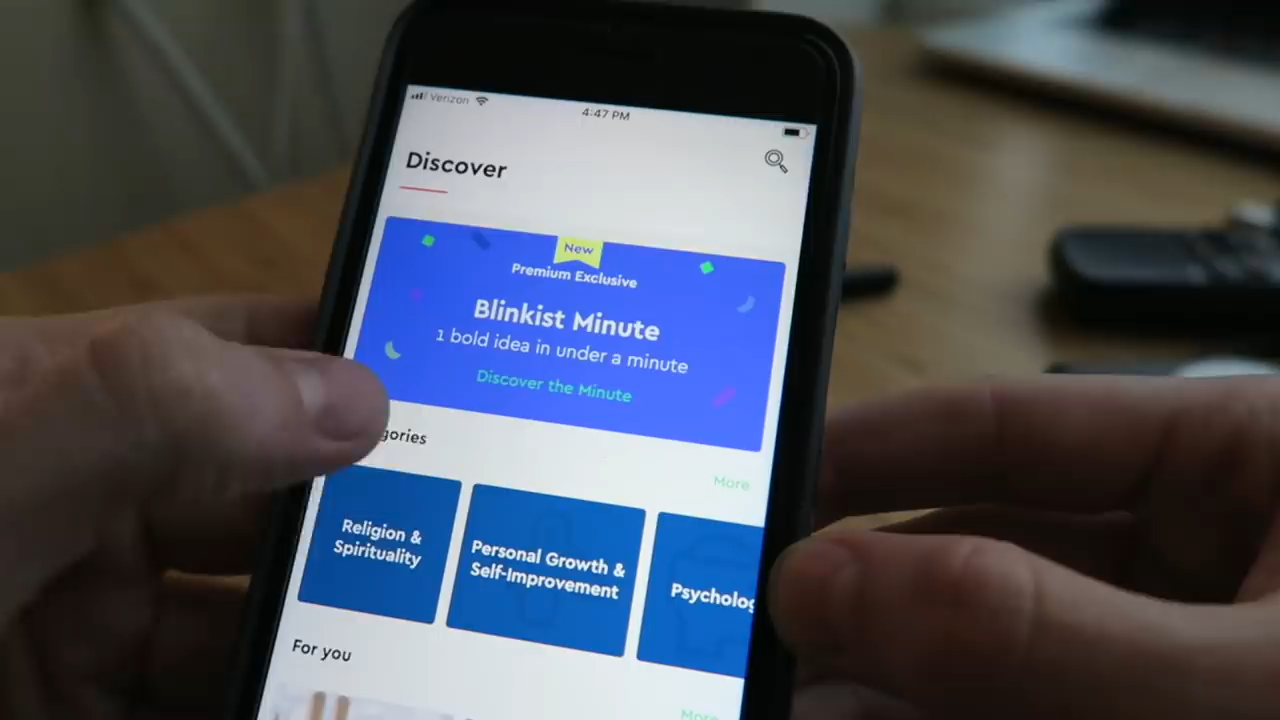 Verizon
4:47 PM
Discover
New
Premium Exclusive
Blinkist Minute
1 bold idea in under a minute
Discover the Minute
gories
More
Religion &
Spirituality
Personal Growth &
Self-Improvement
Psycholog
For you
More